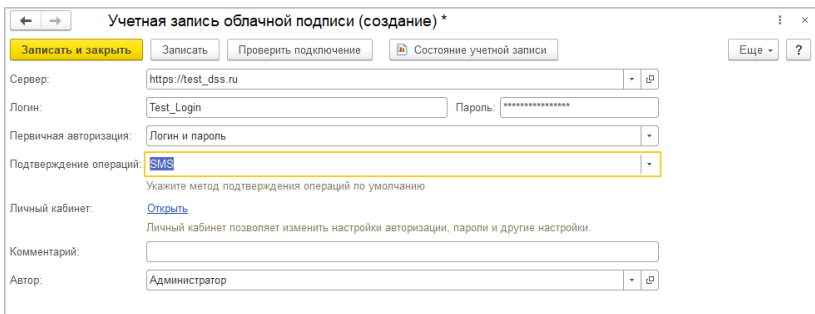 Учетная запись облачной подписи (создание) *
Записать и закрыть Записать Проверить подключение Состояние учетной записи Еще ?
Сервер: https://test_dss.ru
Логин: Test_Login Пароль: ****************
Первичная авторизация: Логин и пароль
Подтверждение операций: SMS
Укажите метод подтверждения операций по умолчанию
Личный кабинет: Открыть
Личный кабинет позволяет изменить настройки авторизации, пароли и другие настройки.
Комментарий:
Автор: Администратор